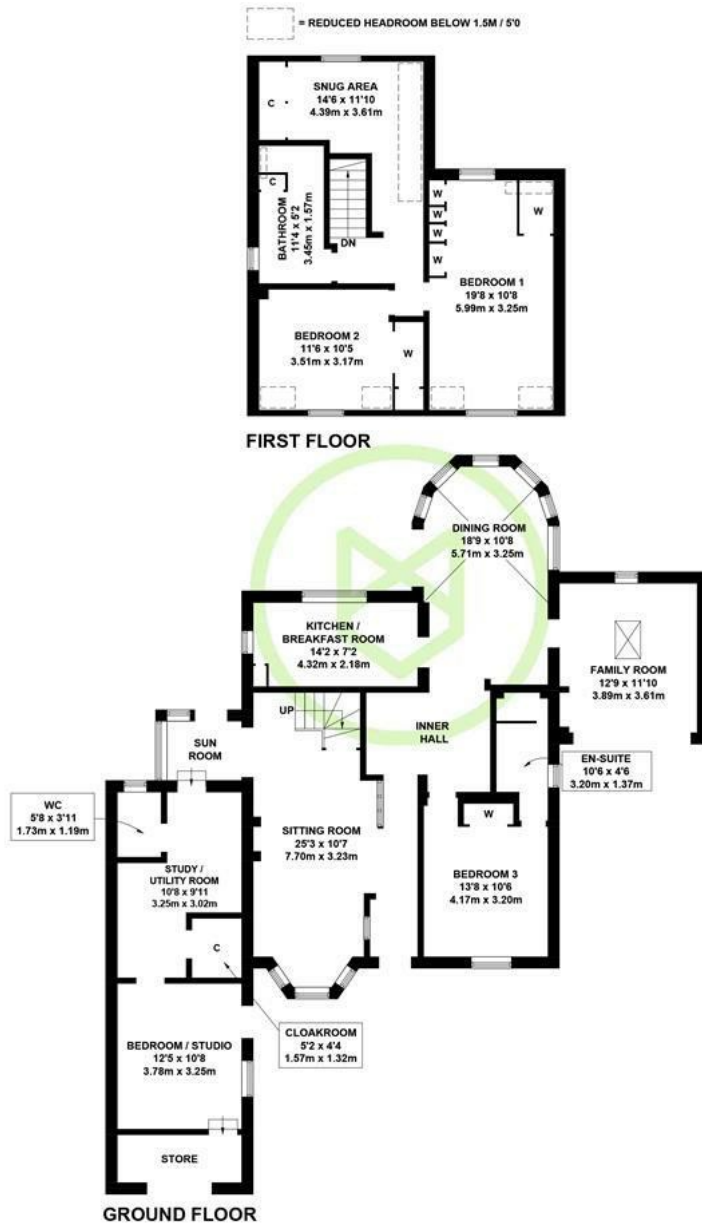 = REDUCED HEADROOM BELOW 1.5M / 5'0
SNUG AREA
14'6 x 11'10
4.39m x 3.61m
C
C
BATHROOM
11'4 x 5'2
3.45m x 1.57m
DN
W
W
W
W
W
BEDROOM 1
19'8 x 10'8
5.99m x 3.25m
BEDROOM 2
11'6 x 10'5
3.51m x 3.17m
W
FIRST FLOOR
DINING ROOM
18'9 x 10'8
5.71m x 3.25m
KITCHEN /
BREAKFAST ROOM
14'2 x 7'2
4.32m x 2.18m
FAMILY ROOM
12'9 x 11'10
3.89m x 3.61m
UP
INNER
HALL
SUN
ROOM
EN-SUITE
10'6 x 4'6
3.20m x 1.37m
WC
5'8 x 3'11
1.73m x 1.19m
SITTING ROOM
25'3 x 10'7
7.70m x 3.23m
W
STUDY /
UTILITY ROOM
10'8 x 9'11
3.25m x 3.02m
BEDROOM 3
13'8 x 10'6
4.17m x 3.20m
C
CLOAKROOM
5'2 x 4'4
1.57m x 1.32m
BEDROOM / STUDIO
12'5 x 10'8
3.78m x 3.25m
STORE
GROUND FLOOR